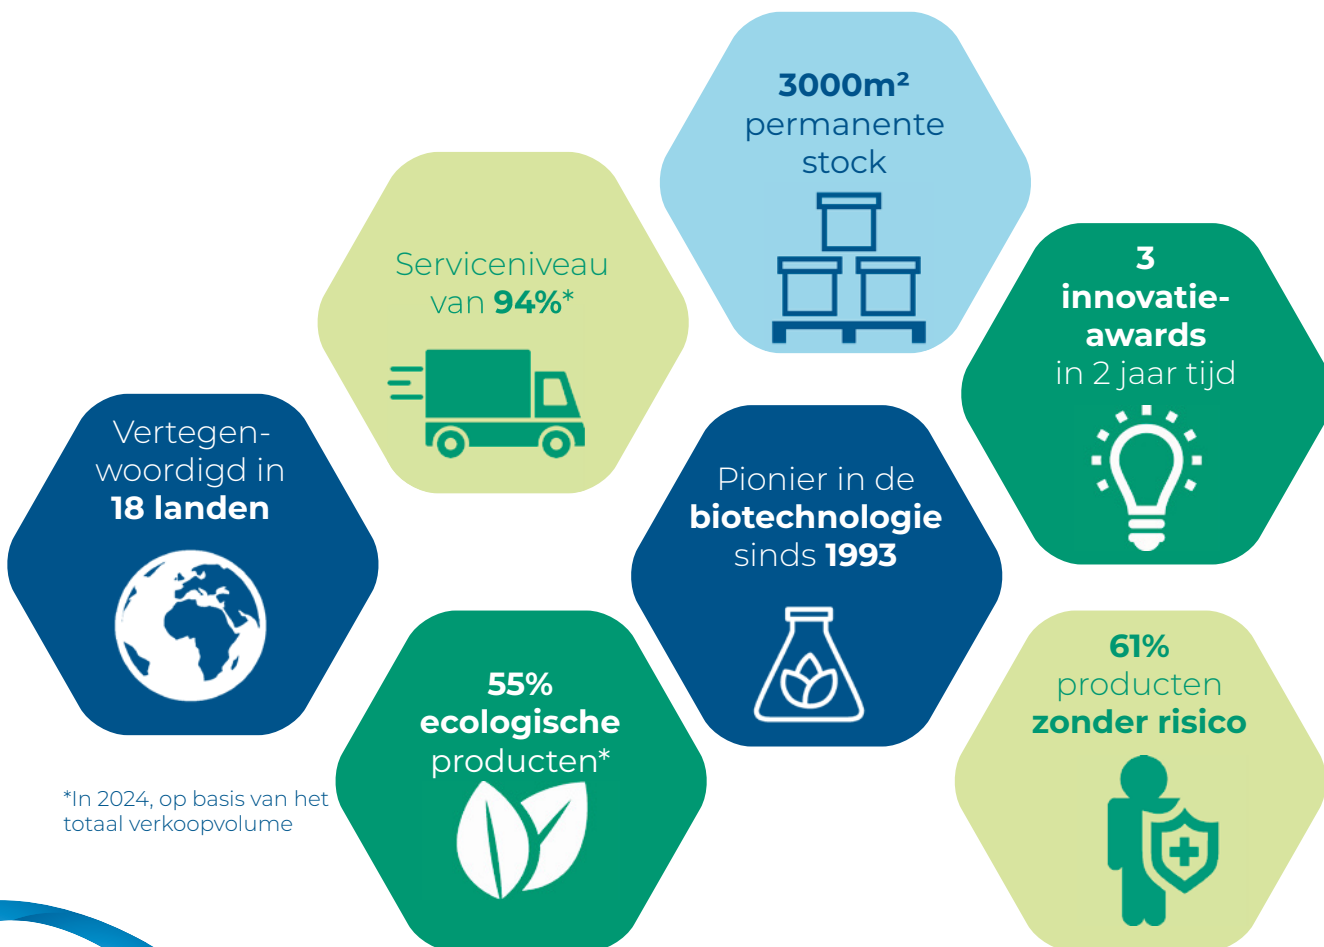 3000m²
permanente
stock
Serviceniveau
van 94%*
3
innovatie-
awards
in 2 jaar tijd
Vertegen-
woordigd in
18 landen
Pionier in de
biotechnologie
sinds 1993
55%
ecologische
producten*
61%
producten
zonder risico
*In 2024, op basis van het
totaal verkoopvolume